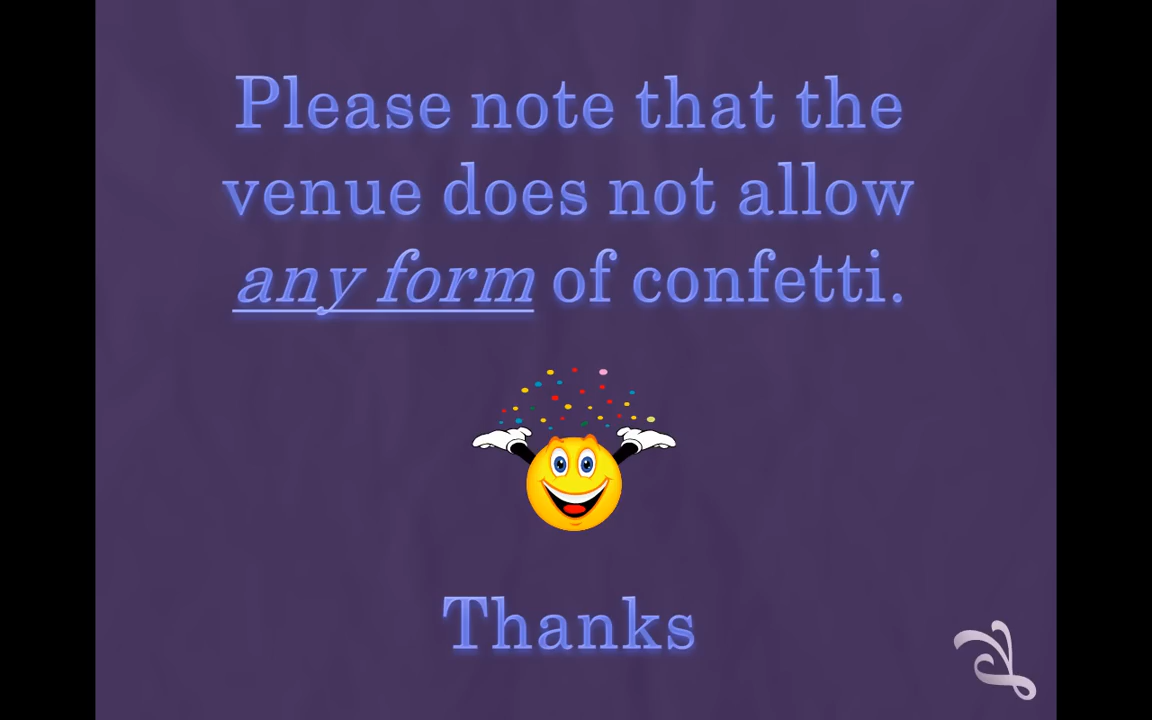 Please note that the
venue does not allow
any form of confetti.
Thanks